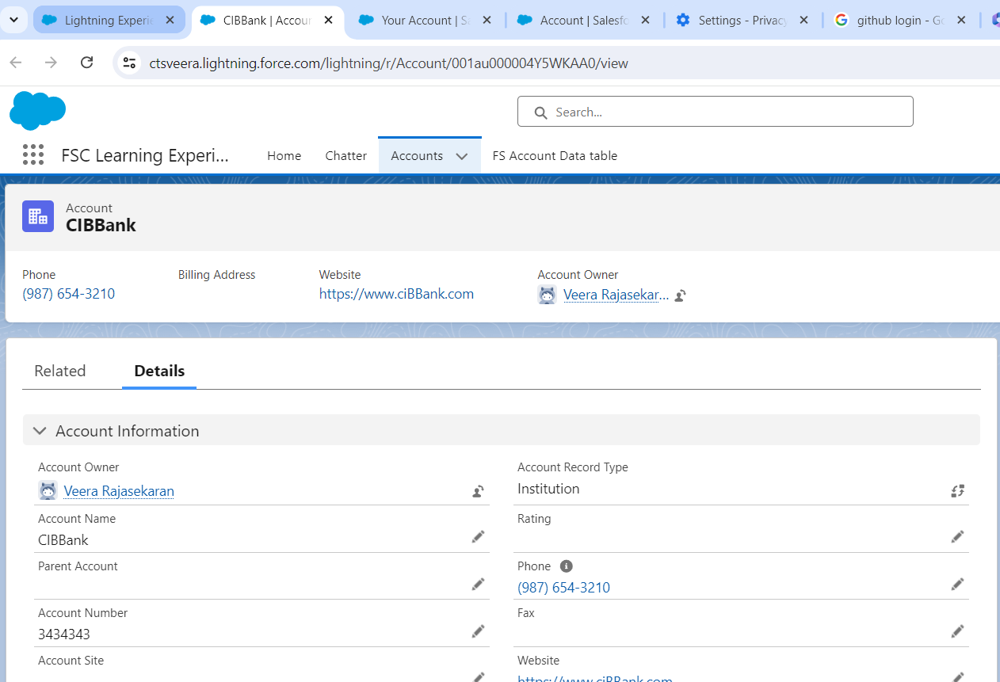 Lightning Experie
CIBBank | Accour
Your Account | Sa
Account | Salesfo
Settings - Privacy
github login - Go
ctsveera.lightning.force.com/lightning/r/Account/001au000004Y5WKAA0/view
Search...
FSC Learning Experi...
Home
Chatter
Accounts
FS Account Data table
Account
CIBBank
Phone
Billing Address
Website
Account Owner
(987) 654-3210
https://www.ciBBank.com
Veera Rajasekar...
Related
Details
Account Information
Account Owner
Account Record Type
Veera Rajasekaran
Institution
Account Name
Rating
CIBBank
Parent Account
Phone
(987) 654-3210
Account Number
Fax
3434343
Account Site
Website
https://www.ciBBank.com